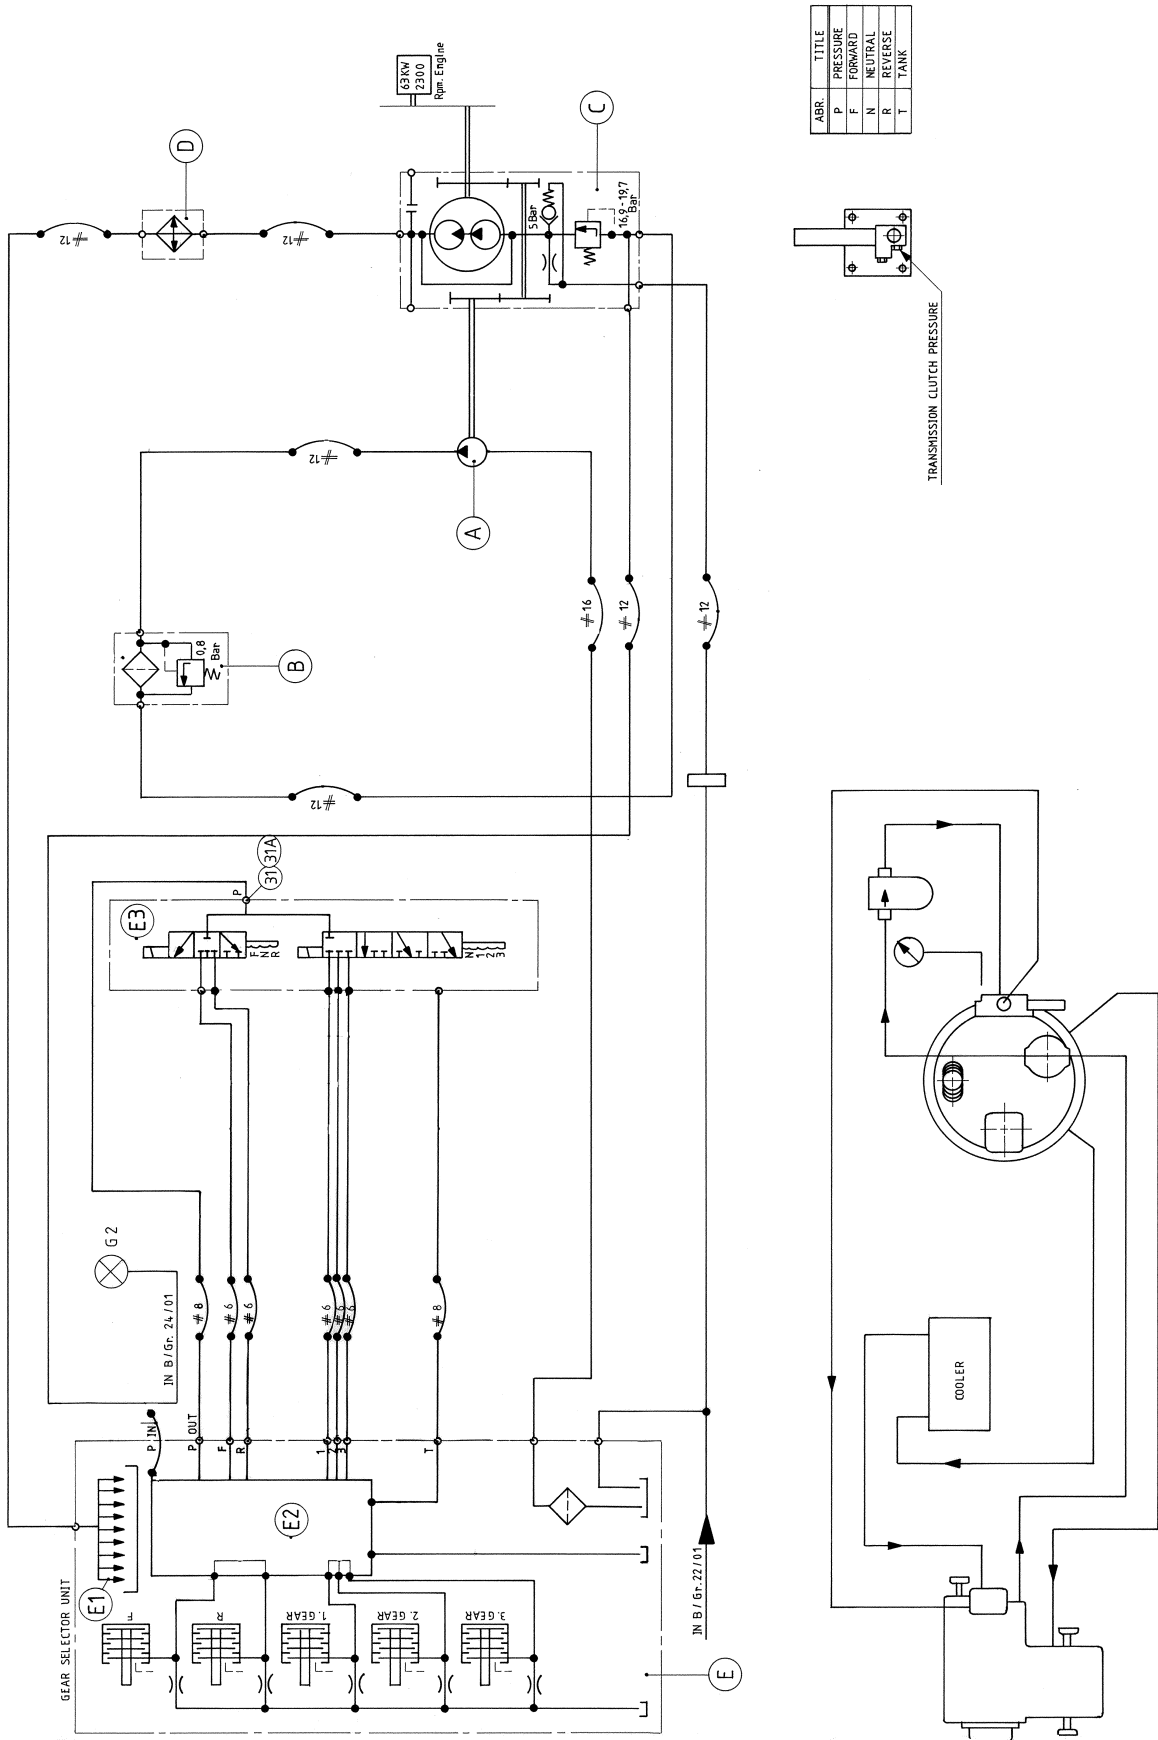 63KW
2300
Rpm. Engine
ABR. TITLE
P PRESSURE
F FORWARD
N NEUTRAL
R REVERSE
T TANK
D
C
#12
#12
5Bar
16,9-19,7
Bar
TRANSMISSION CLUTCH PRESSURE
#12
A
#16
#12
#12
0,8
Bar
B
#12
31 31A
P
E3
F
N
R
N
1
2
3
G2
IN B/Gr. 24/01
#8
#6
#6
#6
#6
#6
#8
P IN
P OUT
F
R
1
2
3
T
COOLER
E1
E2
GEAR SELECTOR UNIT
F
R
1. GEAR
2. GEAR
3. GEAR
IN B/Gr. 22/01
E